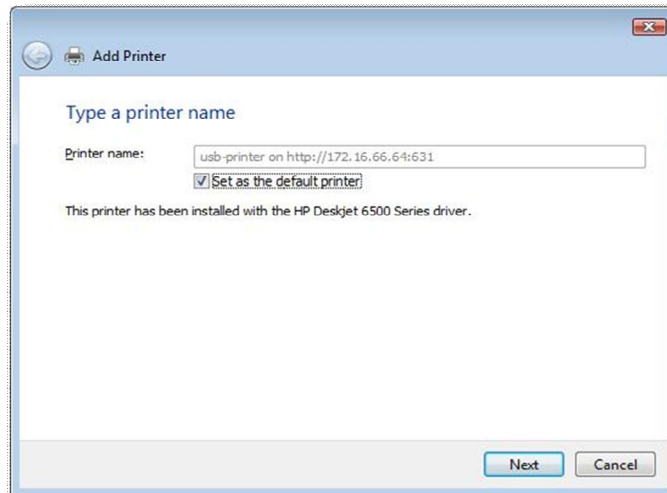 Add Printer
Type a printer name
Printer name:
usb-printer on http://172.16.66.64:631
Set as the default printer
This printer has been installed with the HP Deskjet 6500 Series driver.
Next
Cancel